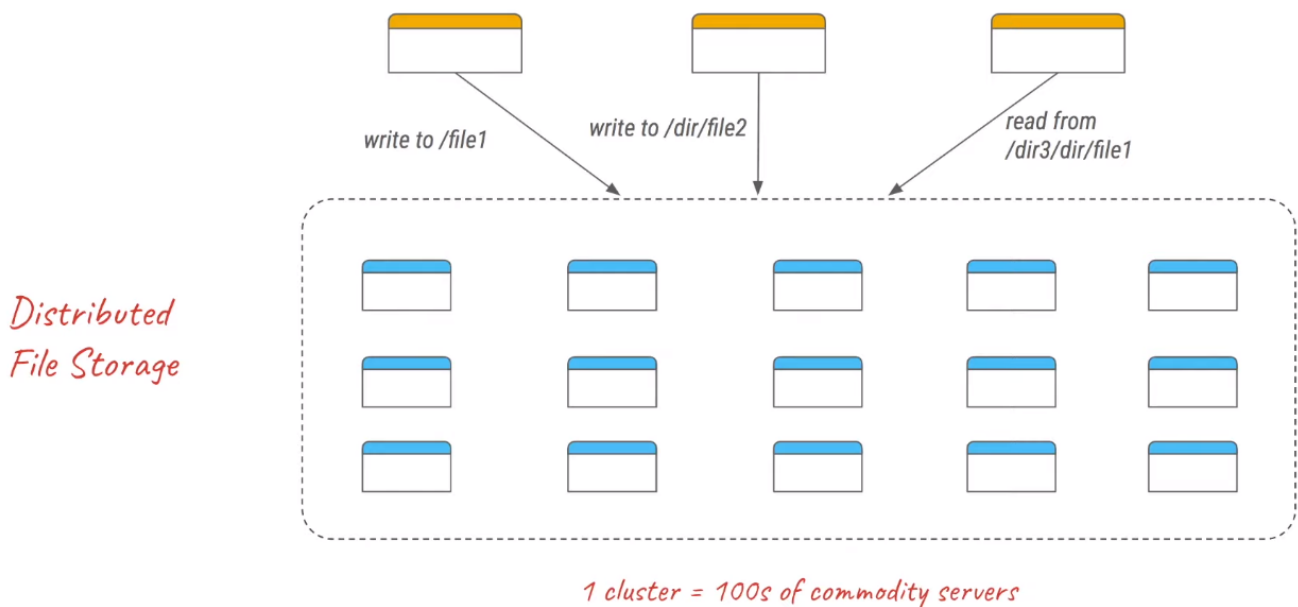 write to /file1
write to /dir/file2
read from
/dir3/dir/file1
Distributed
File Storage
1 cluster = 100s of commodity servers